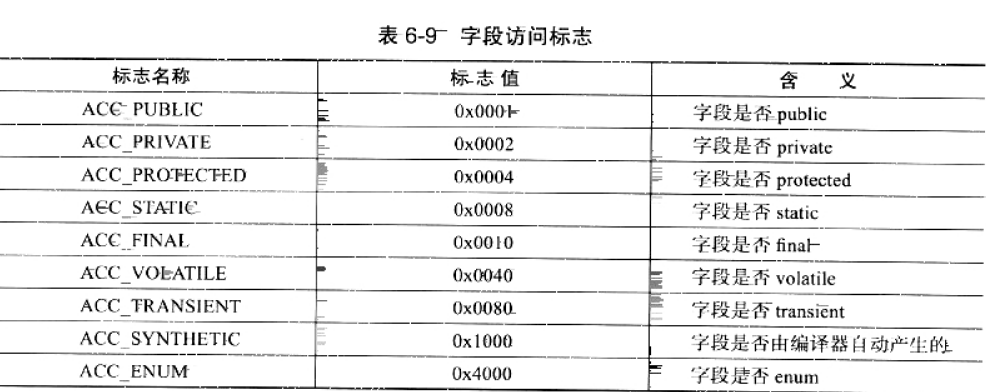 表 6-9 字段访问标志
标志名称 标志值 含义
ACC_PUBLIC 0x0001 字段是否 public
ACC_PRIVATE 0x0002 字段是否 private
ACC_PROTECTED 0x0004 字段是否 protected
ACC_STATIC 0x0008 字段是否 static
ACC_FINAL 0x0010 字段是否 final
ACC_VOLATILE 0x0040 字段是否 volatile
ACC_TRANSIENT 0x0080 字段是否 transient
ACC_SYNTHETIC 0x1000 字段是否由编译器自动产生的
ACC_ENUM 0x4000 字段是否 enum